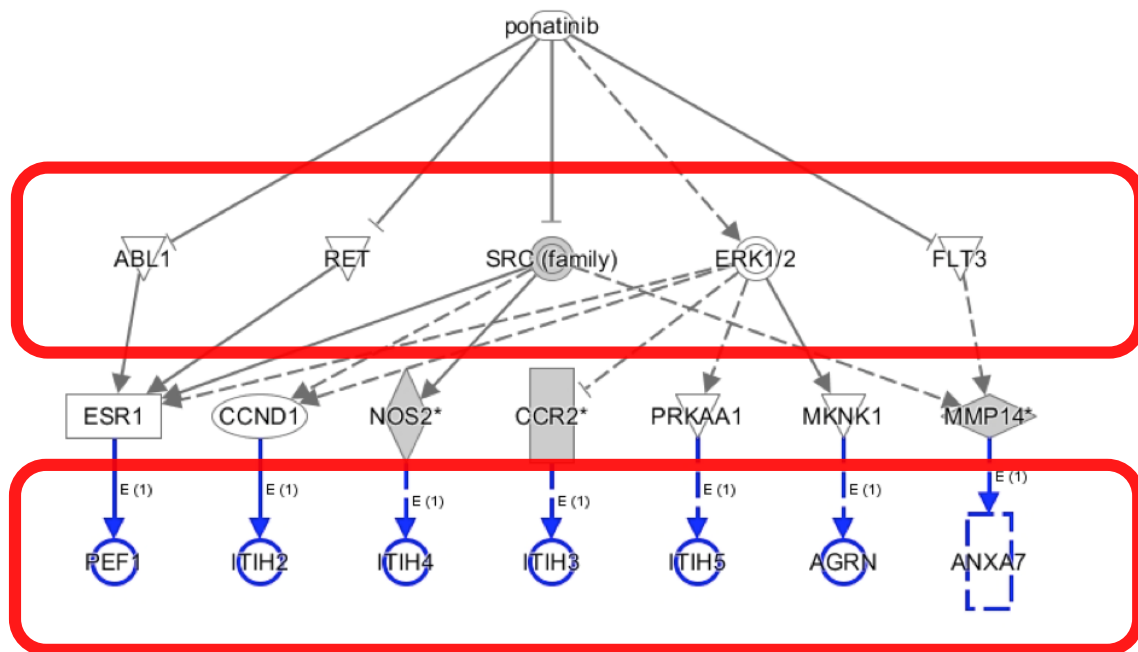 ponatinib
ABL1 RET SRC (family) ERK1/2 FLT3
ESR1 CCND1 NOS2* CCR2* PRKAA1 MKNK1 MMP14*
E (1) E (1) E (1) E (1) E (1) E (1) E (1)
PEF1 ITIH2 ITIH4 ITIH3 ITIH5 AGRN ANXA7